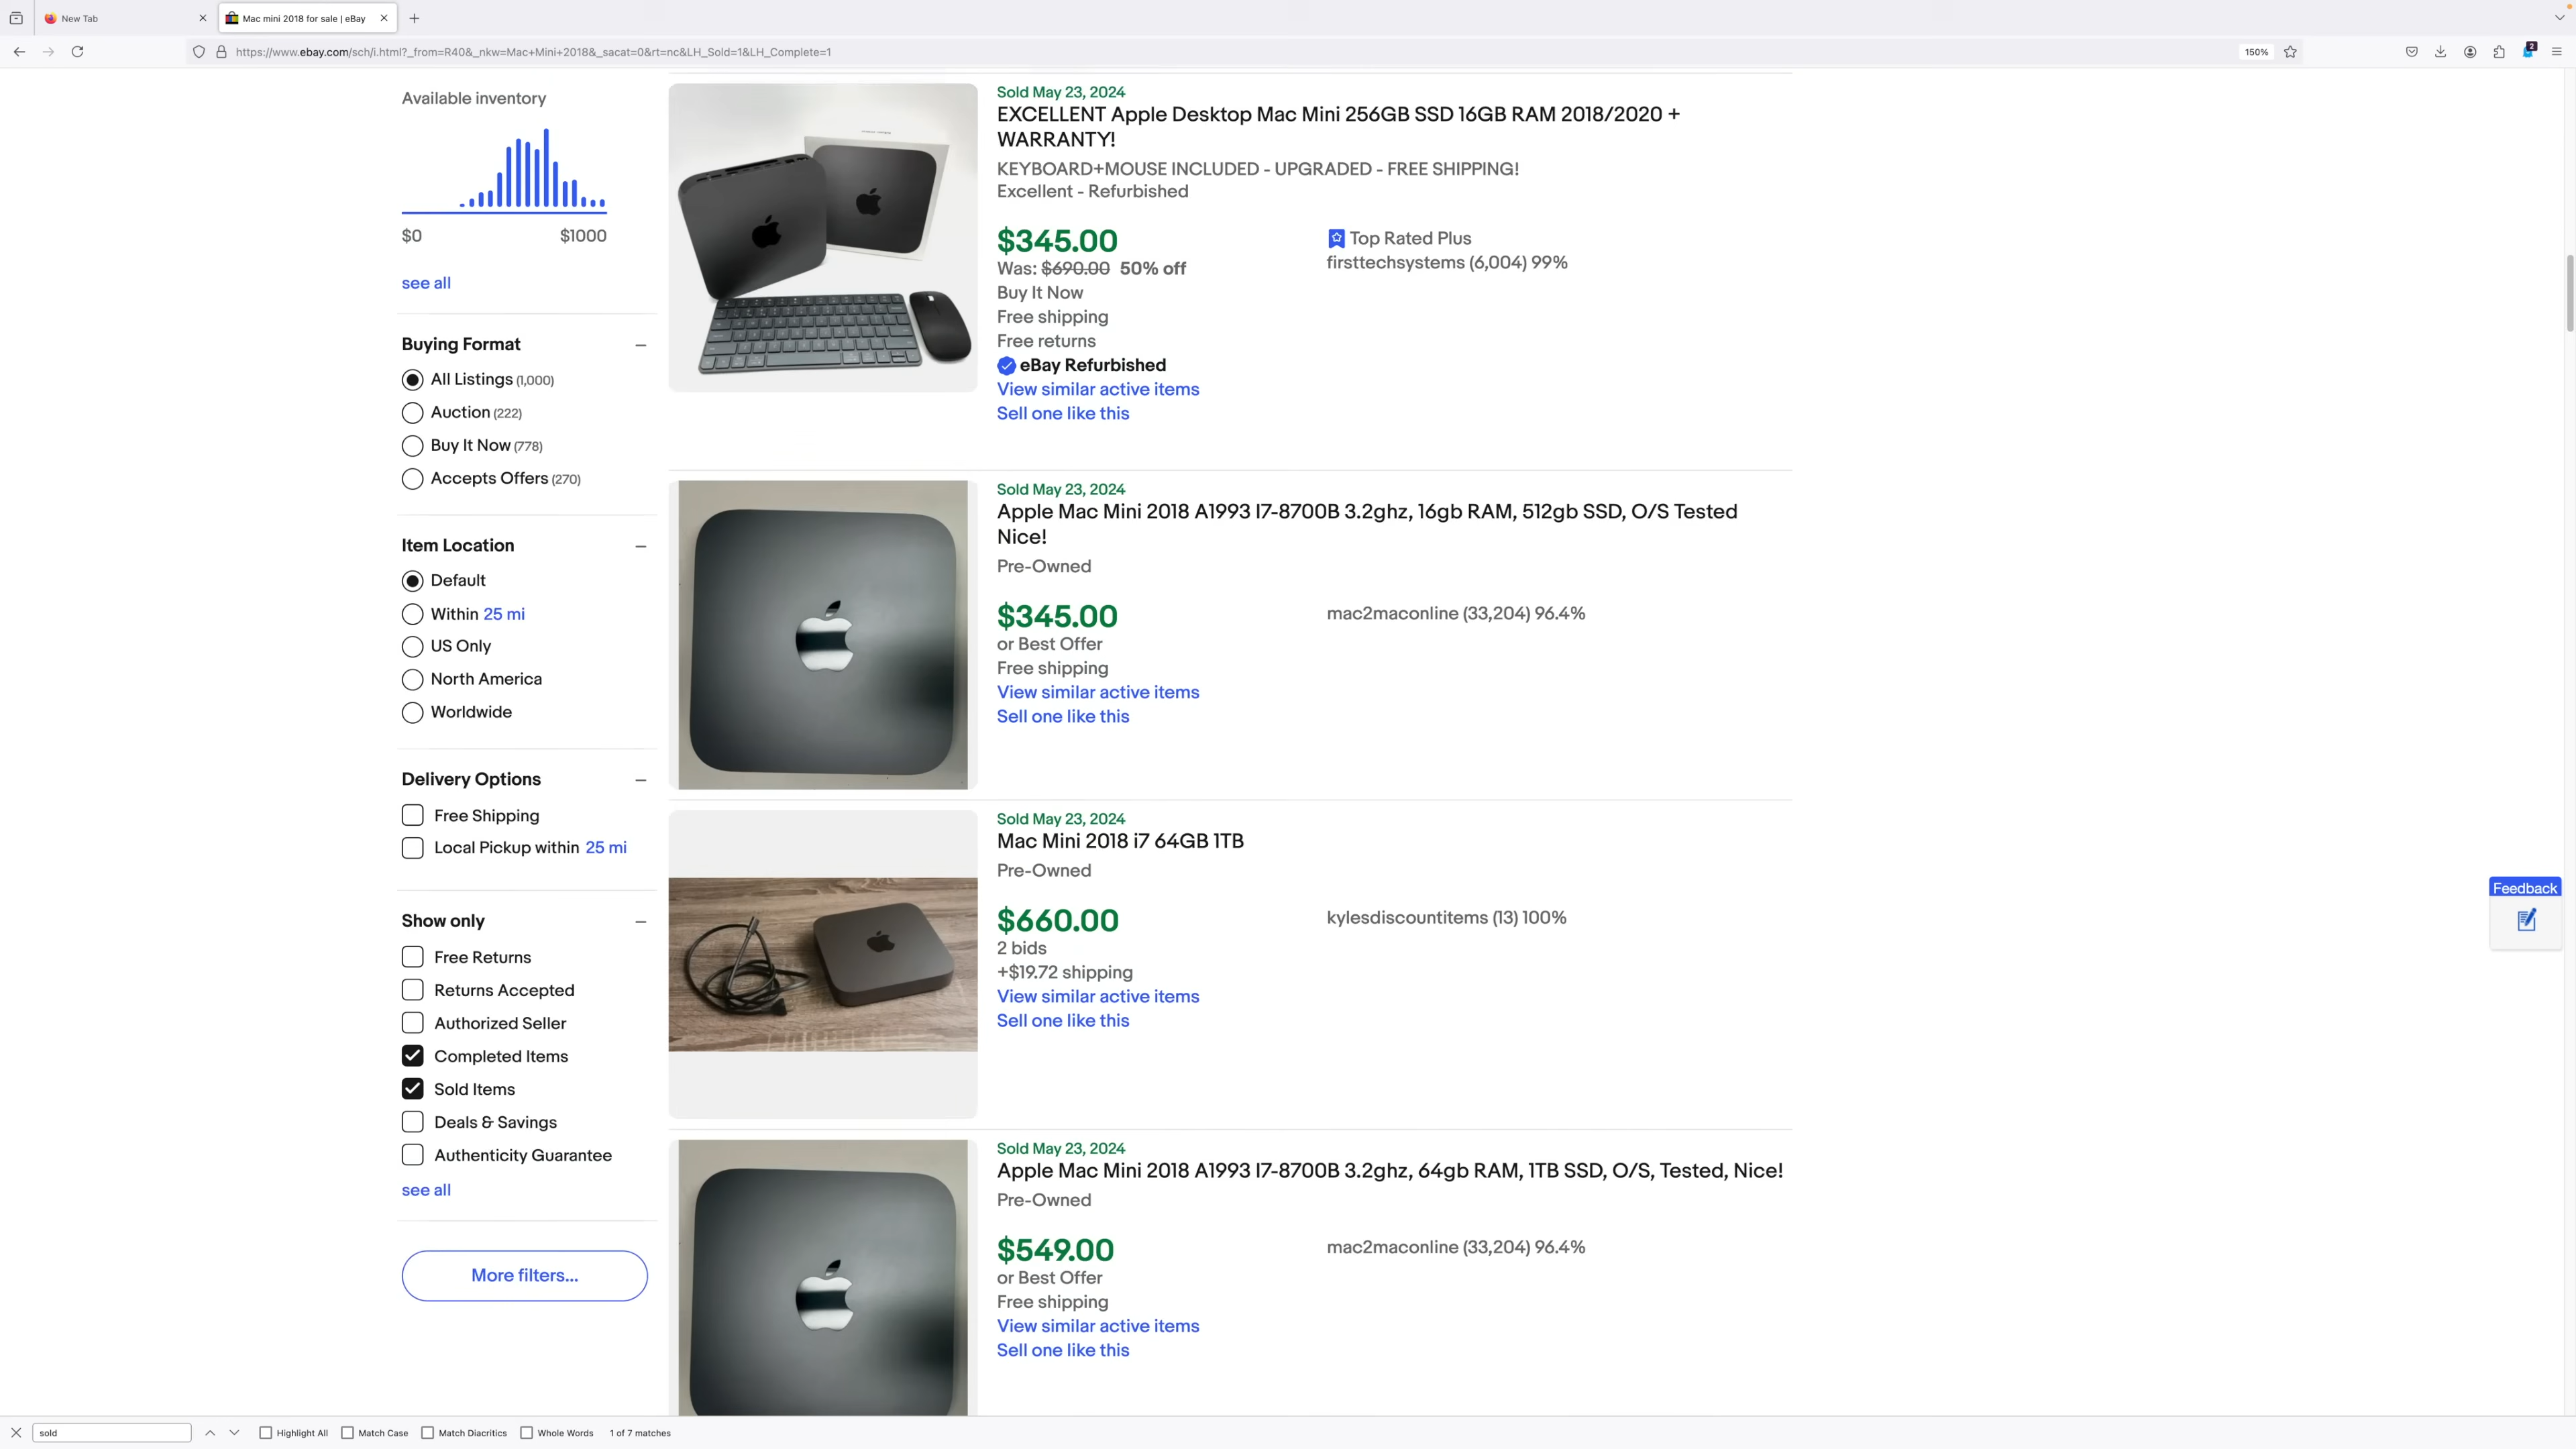 New Tab
Mac mini 2018 for sale | eBay
https://www.ebay.com/sch/i.html?_from=R40&_nkw=Mac+Mini+2018&_sacat=0&rt=nc&LH_Sold=1&LH_Complete=1
150%
2
Available inventory
$0
$1000
see all
Buying Format
All Listings (1,000)
Auction (222)
Buy It Now (778)
Accepts Offers (270)
Item Location
Default
Within 25 mi
US Only
North America
Worldwide
Delivery Options
Free Shipping
Local Pickup within 25 mi
Show only
Free Returns
Returns Accepted
Authorized Seller
Completed Items
Sold Items
Deals & Savings
Authenticity Guarantee
see all
More filters...
Sold May 23, 2024
EXCELLENT Apple Desktop Mac Mini 256GB SSD 16GB RAM 2018/2020 +
WARRANTY!
KEYBOARD+MOUSE INCLUDED - UPGRADED - FREE SHIPPING!
Excellent - Refurbished
$345.00
Was: $690.00 50% off
Buy It Now
Free shipping
Free returns
eBay Refurbished
View similar active items
Sell one like this
Top Rated Plus
firsttechsystems (6,004) 99%
Sold May 23, 2024
Apple Mac Mini 2018 A1993 I7-8700B 3.2ghz, 16gb RAM, 512gb SSD, O/S Tested
Nice!
Pre-Owned
$345.00
or Best Offer
Free shipping
View similar active items
Sell one like this
mac2maconline (33,204) 96.4%
Sold May 23, 2024
Mac Mini 2018 i7 64GB 1TB
Pre-Owned
$660.00
2 bids
+$19.72 shipping
View similar active items
Sell one like this
kylesdiscountitems (13) 100%
Sold May 23, 2024
Apple Mac Mini 2018 A1993 I7-8700B 3.2ghz, 64gb RAM, 1TB SSD, O/S, Tested, Nice!
Pre-Owned
$549.00
or Best Offer
Free shipping
View similar active items
Sell one like this
mac2maconline (33,204) 96.4%
Feedback
sold
Highlight All
Match Case
Match Diacritics
Whole Words
1 of 7 matches